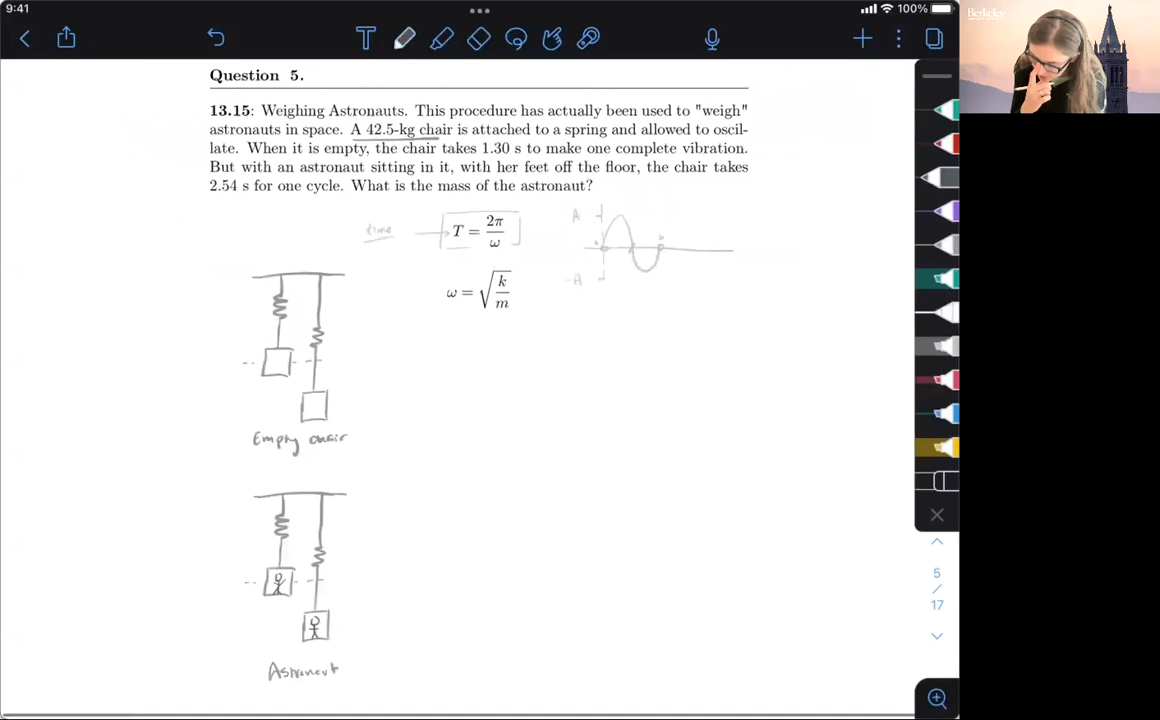 9:41
100%
Berkeley
Question 5.
13.15: Weighing Astronauts. This procedure has actually been used to "weigh"
astronauts in space. A 42.5-kg chair is attached to a spring and allowed to oscil-
late. When it is empty, the chair takes 1.30 s to make one complete vibration.
But with an astronaut sitting in it, with her feet off the floor, the chair takes
2.54 s for one cycle. What is the mass of the astronaut?
time
T = 2π/ω
A
-A
ω = √k/m
Empty chair
Astronaut
5
/
17